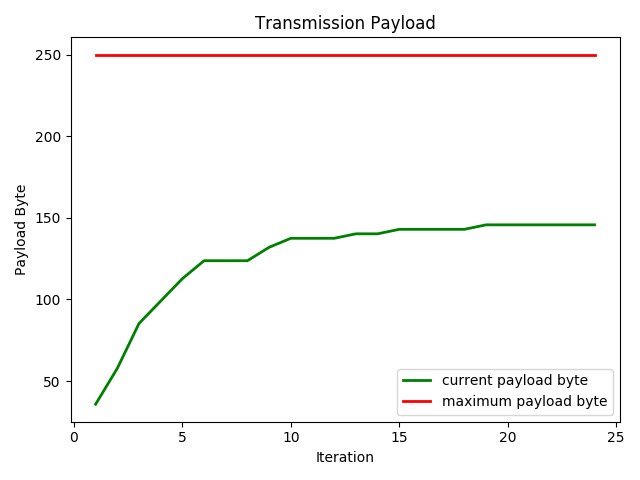 Transmission Payload
250
200
150
100
50
Payload Byte
current payload byte
maximum payload byte
0 5 10 15 20 25
Iteration